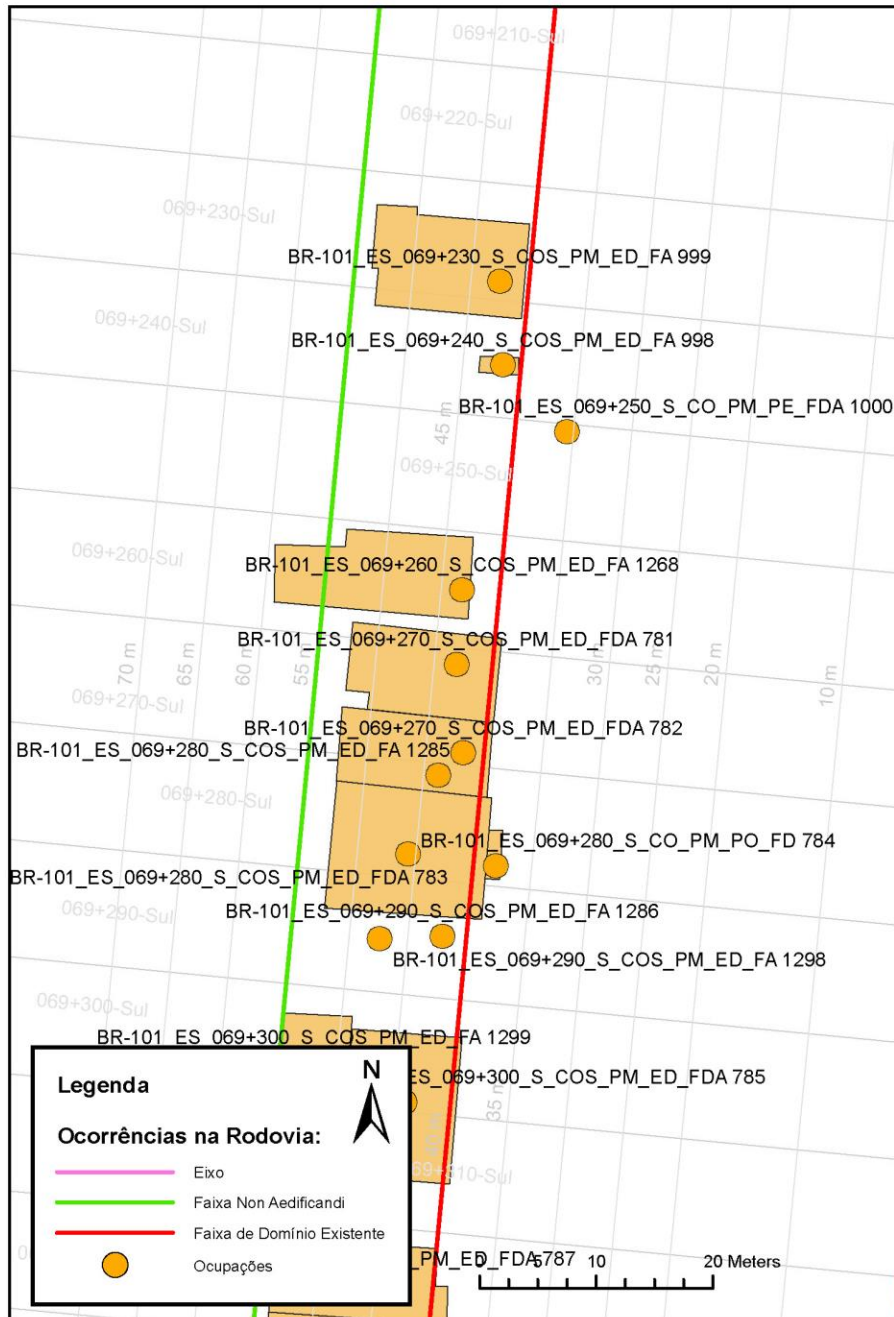 069+210-Sul
069+220-Sul
069+230-Sul
BR-101_ES_069+230_S_COS_PM_ED_FA 999
069+240-Sul
BR-101_ES_069+240_S_COS_PM_ED_FA 998
BR-101_ES_069+250_S_CO_PM_PE_FDA 1000
45 m
069+250-Sul
069+260-Sul
BR-101_ES_069+260_S_COS_PM_ED_FA 1268
BR-101_ES_069+270_S_COS_PM_ED_FDA 781
70 m
65 m
60 m
55 m
30 m
25 m
20 m
10 m
069+270-Sul
BR-101_ES_069+270_S_COS_PM_ED_FDA 782
BR-101_ES_069+280_S_COS_PM_ED_FA 1285
069+280-Sul
BR-101_ES_069+280_S_CO_PM_PO_FD 784
BR-101_ES_069+280_S_COS_PM_ED_FDA 783
069+290-Sul
BR-101_ES_069+290_S_COS_PM_ED_FA 1286
BR-101_ES_069+290_S_COS_PM_ED_FA 1298
069+300-Sul
BR-101_ES_069+300_S_COS_PM_ED_FA 1299
ES_069+300_S_COS_PM_ED_FDA 785
35 m
40 m
069+310-Sul
Legenda
N
Ocorrências na Rodovia:
Eixo
Faixa Non Aedificandi
Faixa de Domínio Existente
Ocupações
PM_ED_FDA 787
0 5 10 20 Meters